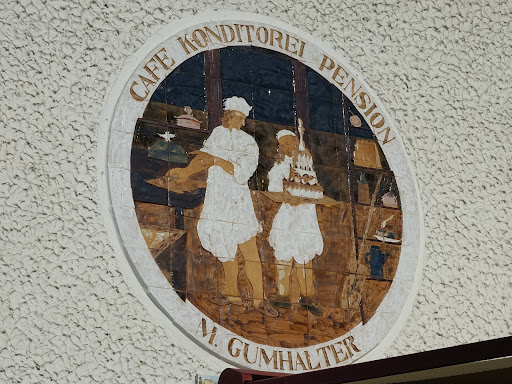 CAFE KONDITOREI PENSION
M. GUMHALTER